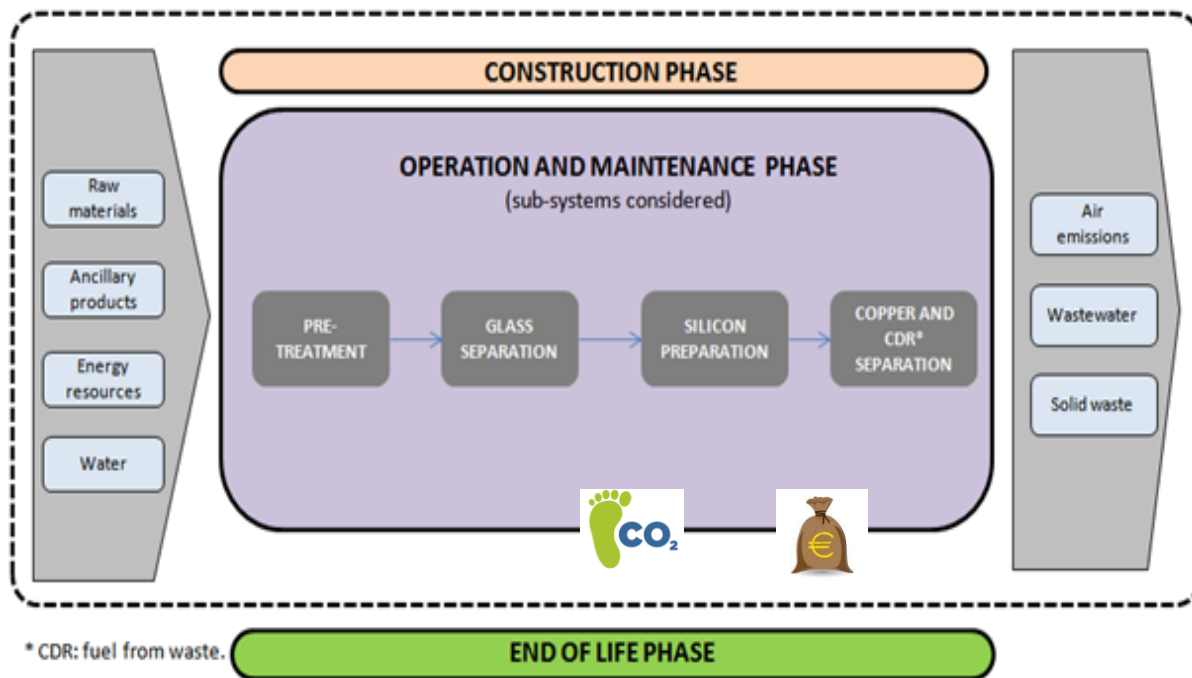 CONSTRUCTION PHASE
OPERATION AND MAINTENANCE PHASE
(sub-systems considered)
Raw
materials
Ancillary
products
Energy
resources
Water
PRE-
TREATMENT
GLASS
SEPARATION
SILICON
PREPARATION
COPPER AND
CDR*
SEPARATION
Air
emissions
Wastewater
Solid waste
CO₂
€
* CDR: fuel from waste.
END OF LIFE PHASE